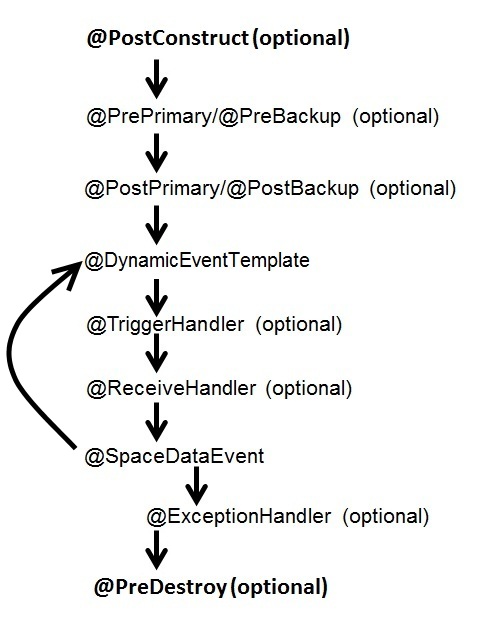 @PostConstruct (optional)
@PrePrimary/@PreBackup (optional)
@PostPrimary/@PostBackup (optional)
@DynamicEventTemplate
@TriggerHandler (optional)
@ReceiveHandler (optional)
@SpaceDataEvent
@ExceptionHandler (optional)
@PreDestroy (optional)